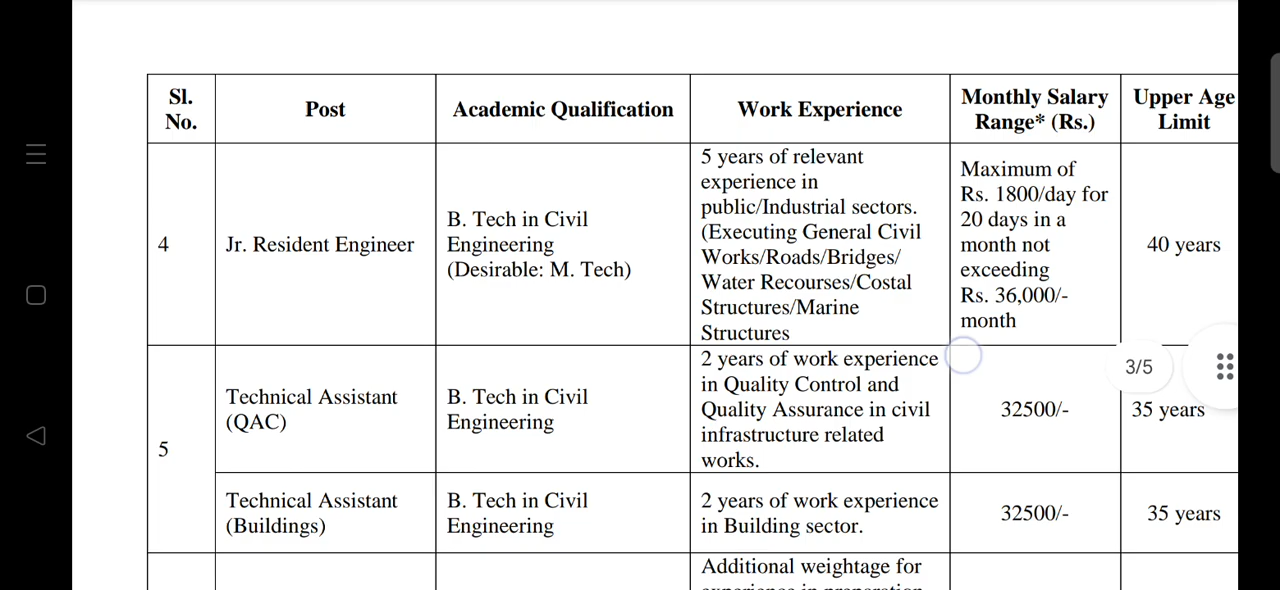 Sl.
No.
Post
Academic Qualification
Work Experience
Monthly Salary
Range* (Rs.)
Upper Age
Limit
4
Jr. Resident Engineer
B. Tech in Civil
Engineering
(Desirable: M. Tech)
5 years of relevant
experience in
public/Industrial sectors.
(Executing General Civil
Works/Roads/Bridges/
Water Recourses/Costal
Structures/Marine
Structures
Maximum of
Rs. 1800/day for
20 days in a
month not
exceeding
Rs. 36,000/-
month
40 years
5
Technical Assistant
(QAC)
B. Tech in Civil
Engineering
2 years of work experience
in Quality Control and
Quality Assurance in civil
infrastructure related
works.
32500/-
35 years
3/5
Technical Assistant
(Buildings)
B. Tech in Civil
Engineering
2 years of work experience
in Building sector.
32500/-
35 years
Additional weightage for